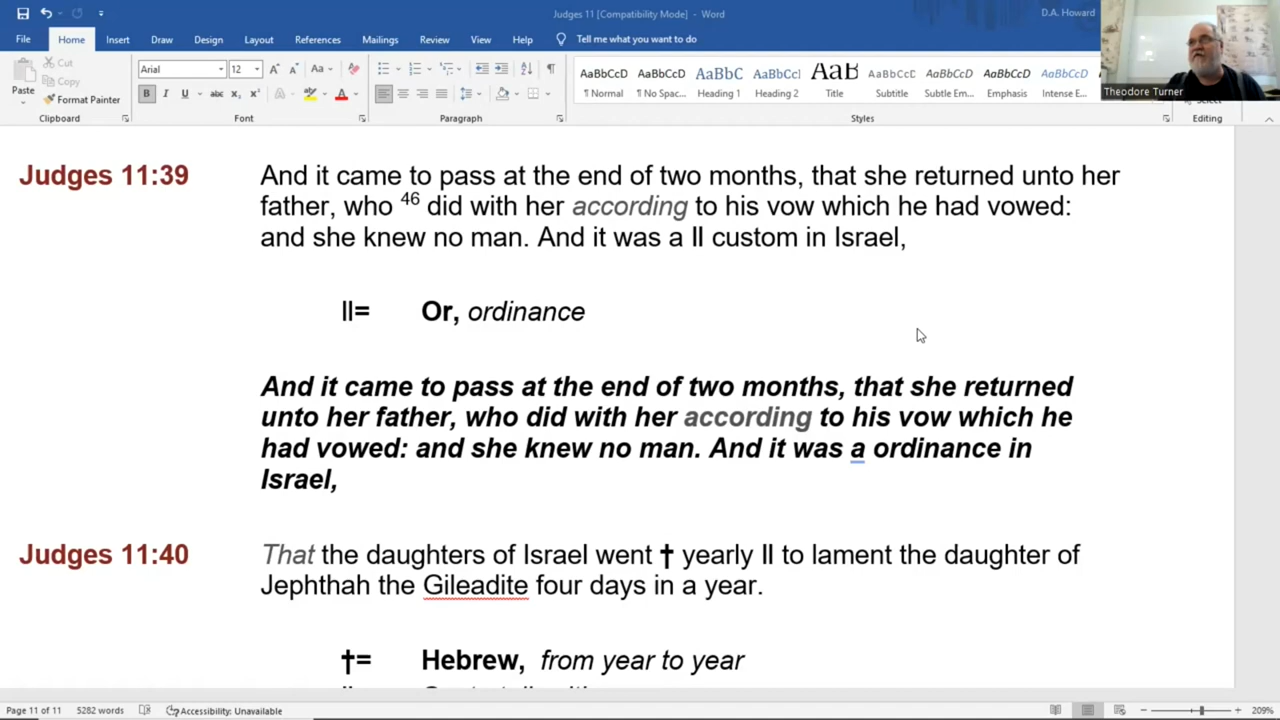 Judges 11 [Compatibility Mode] - Word
D.A. Howard
File Home Insert Draw Design Layout References Mailings Review View Help Tell me what you want to do
Paste
Cut
Copy
Format Painter
Clipboard
Arial 12
Font
Paragraph
AaBbCcD AaBbCcD AaBbC AaBbCcI AaB AaBbCcD AaBbCcD AaBbCcD AaBbCcD
¶ Normal ¶ No Spac... Heading 1 Heading 2 Title Subtitle Subtle Em... Emphasis Intense E...
Styles
Select
Editing
Theodore Turner
Judges 11:39 And it came to pass at the end of two months, that she returned unto her
father, who 46 did with her according to his vow which he had vowed:
and she knew no man. And it was a ll custom in Israel,
ll= Or, ordinance
And it came to pass at the end of two months, that she returned
unto her father, who did with her according to his vow which he
had vowed: and she knew no man. And it was a ordinance in
Israel,
Judges 11:40 That the daughters of Israel went † yearly ll to lament the daughter of
Jephthah the Gileadite four days in a year.
†= Hebrew, from year to year
Page 11 of 11 5282 words Accessibility: Unavailable 209%